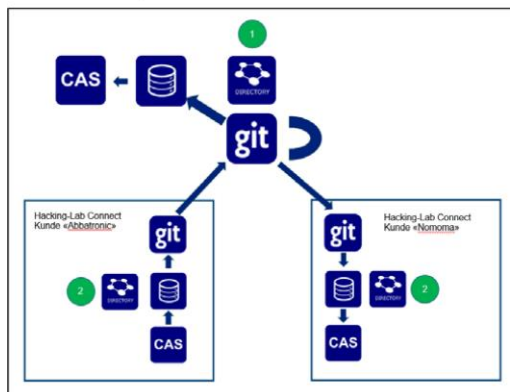 1
CAS
DIRECTORY
git
Hacking-Lab Connect
Kunde «Abbatronic»
git
2
DIRECTORY
CAS
Hacking-Lab Connect
Kunde «Nomoma»
git
DIRECTORY
2
CAS